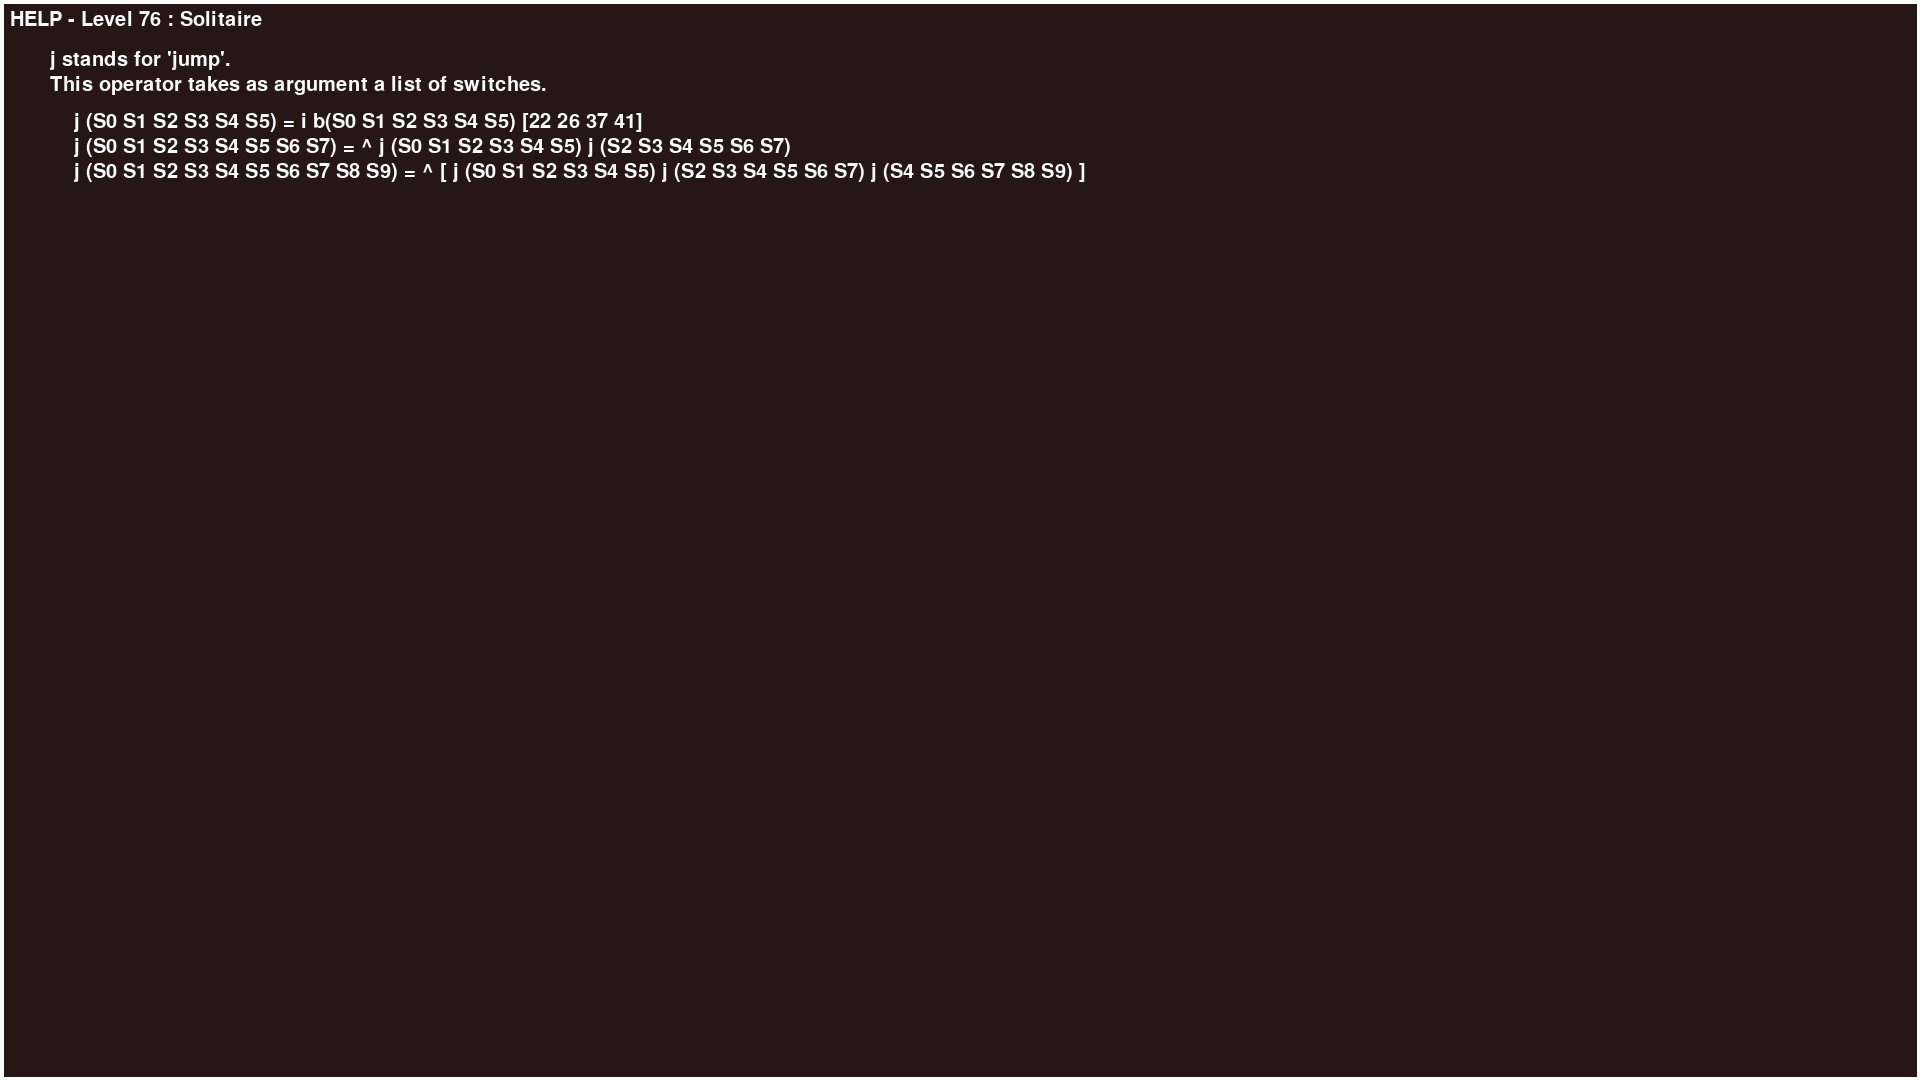 HELP - Level 76 : Solitaire
j stands for 'jump'.
This operator takes as argument a list of switches.
j (S0 S1 S2 S3 S4 S5) = i b(S0 S1 S2 S3 S4 S5) [22 26 37 41]
j (S0 S1 S2 S3 S4 S5 S6 S7) = ^ j (S0 S1 S2 S3 S4 S5) j (S2 S3 S4 S5 S6 S7)
j (S0 S1 S2 S3 S4 S5 S6 S7 S8 S9) = ^ [ j (S0 S1 S2 S3 S4 S5) j (S2 S3 S4 S5 S6 S7) j (S4 S5 S6 S7 S8 S9) ]